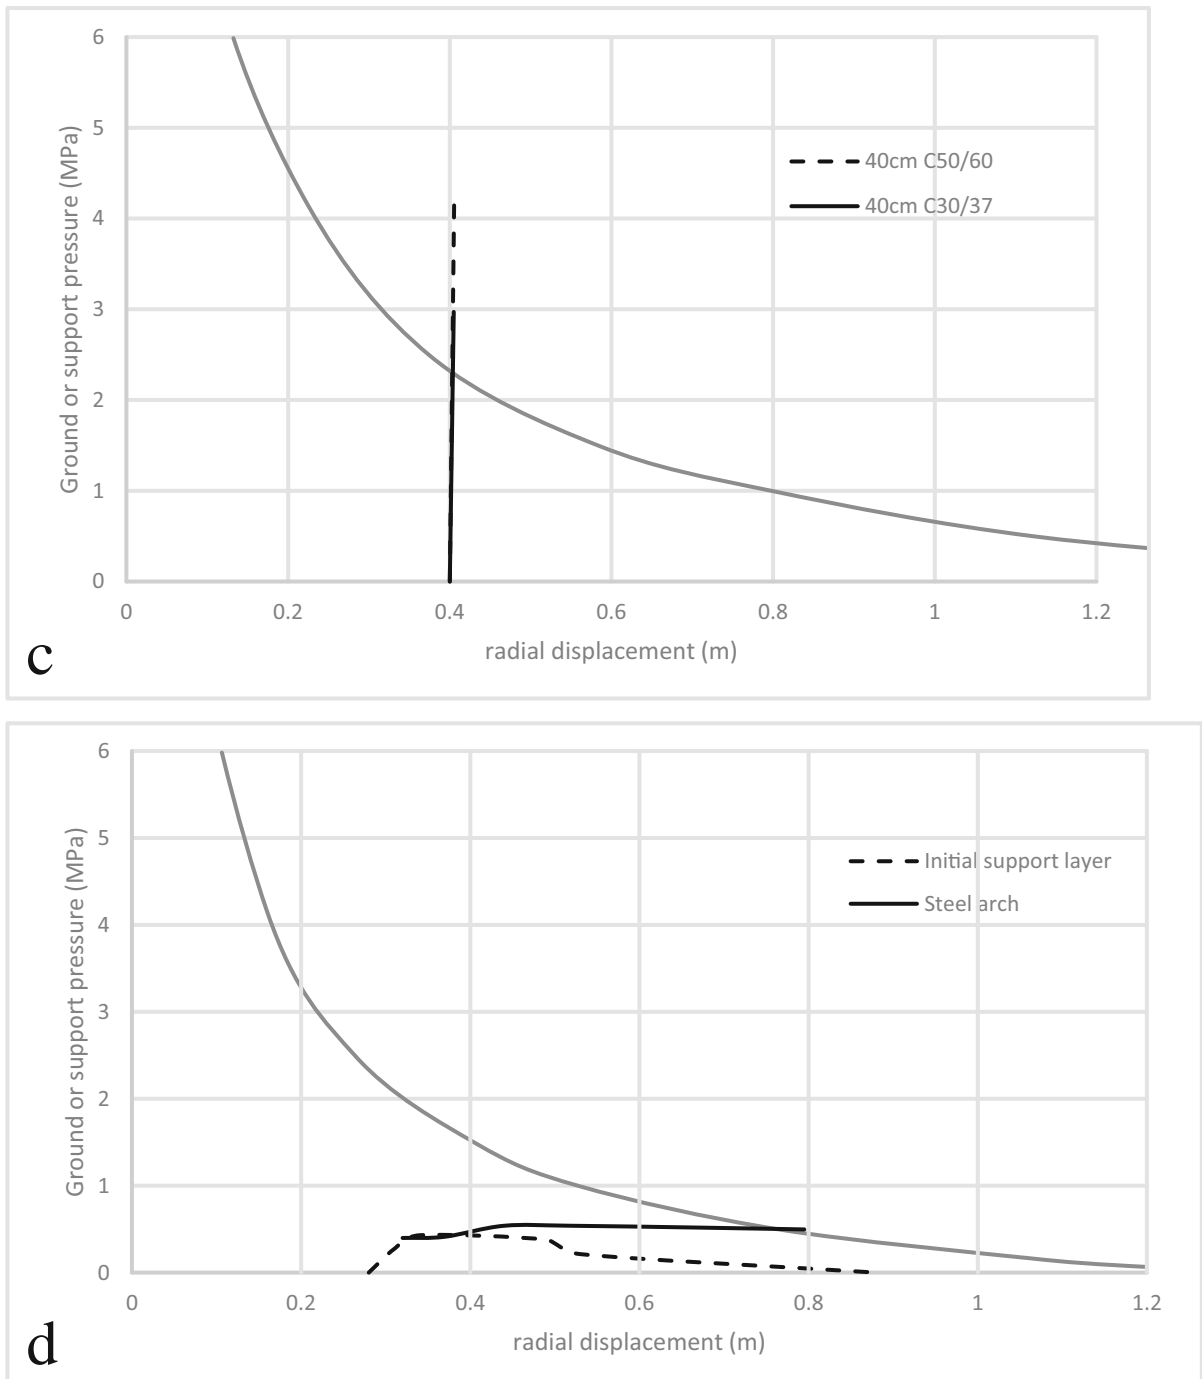 6
5
4
3
2
1
0
Ground or support pressure (MPa)
40cm C50/60
40cm C30/37
0 0.2 0.4 0.6 0.8 1 1.2
radial displacement (m)
c
6
5
4
3
2
1
0
Ground or support pressure (MPa)
Initial support layer
Steel arch
0 0.2 0.4 0.6 0.8 1 1.2
radial displacement (m)
d